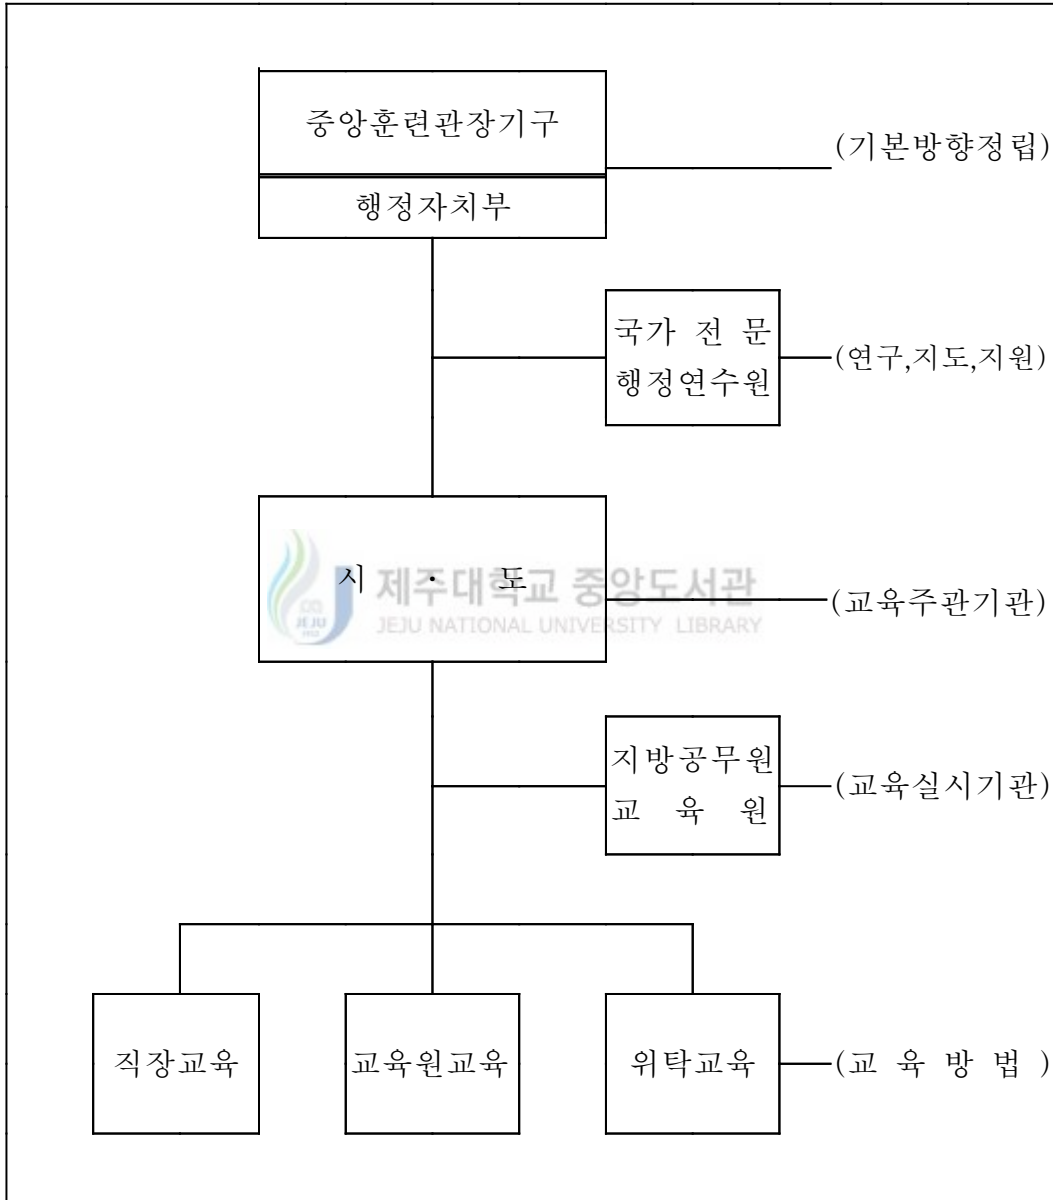 중앙훈련관장기구
(기본방향정립)
행정자치부
국가 전 문
행정연수원
(연구,지도,지원)
시 · 도
제주대학교 중앙도서관
JEJU NATIONAL UNIVERSITY LIBRARY
JEJU
1952
(교육주관기관)
지방공무원
교 육 원
(교육실시기관)
직장교육
교육원교육
위탁교육
(교 육 방 법 )